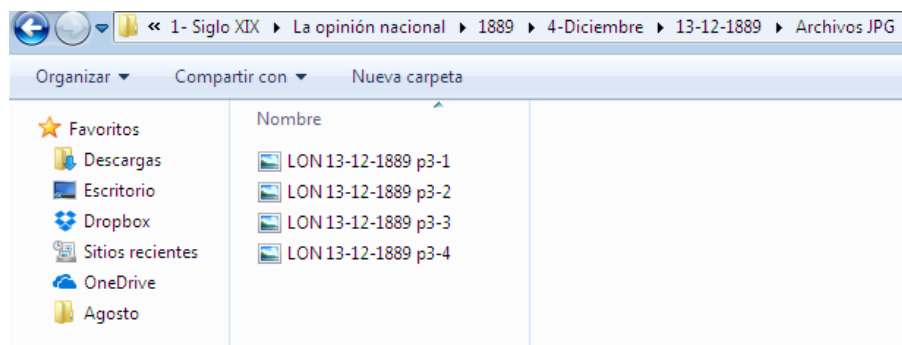 « 1- Siglo XIX ▸ La opinión nacional ▸ 1889 ▸ 4-Diciembre ▸ 13-12-1889 ▸ Archivos JPG
Organizar Compartir con Nueva carpeta
Favoritos
Descargas
Escritorio
Dropbox
Sitios recientes
OneDrive
Agosto
Nombre
LON 13-12-1889 p3-1
LON 13-12-1889 p3-2
LON 13-12-1889 p3-3
LON 13-12-1889 p3-4